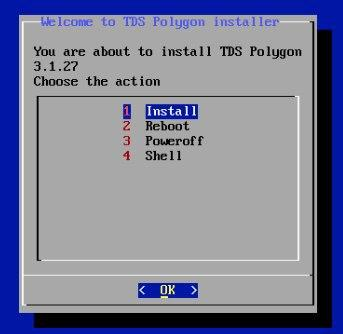 Welcome to TDS Polygon installer
You are about to install TDS Polygon
3.1.27
Choose the action
1 Install
2 Reboot
3 Poweroff
4 Shell
< OK >